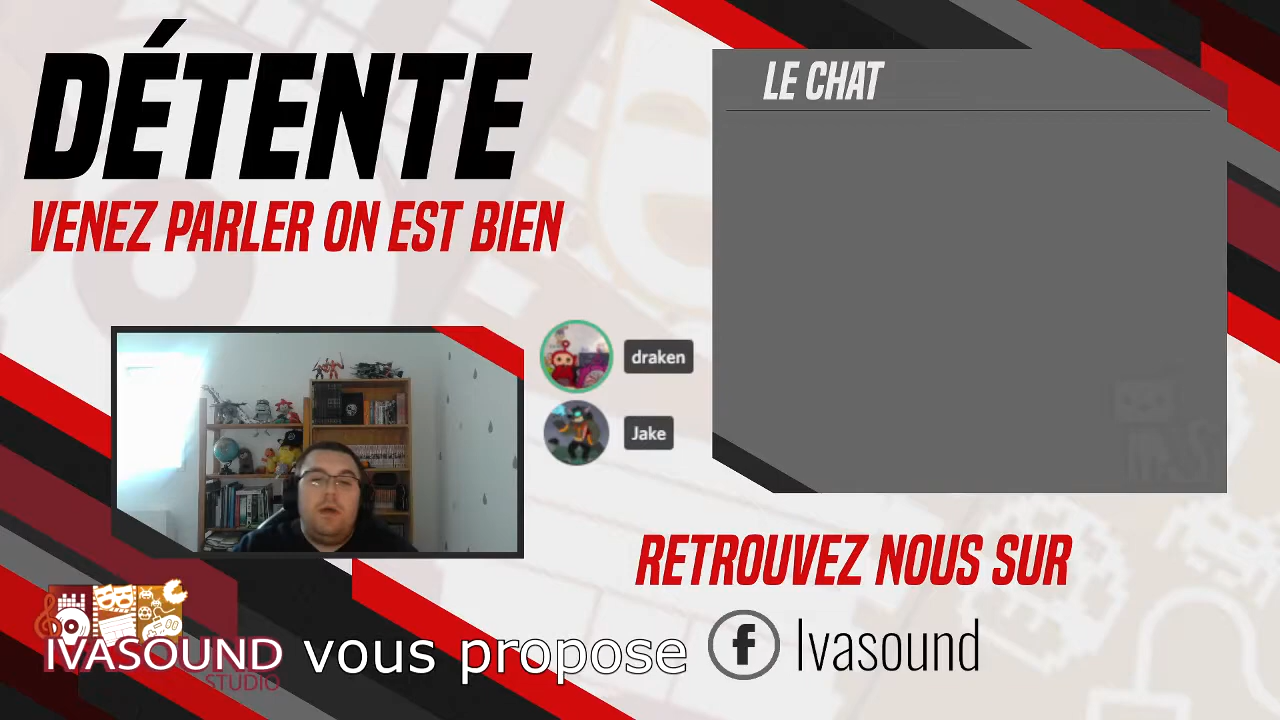 DÉTENTE
VENEZ PARLER ON EST BIEN
LE CHAT
draken
Jake
RETROUVEZ NOUS SUR
f Ivasound
IVASOUND
STUDIO
vous propose